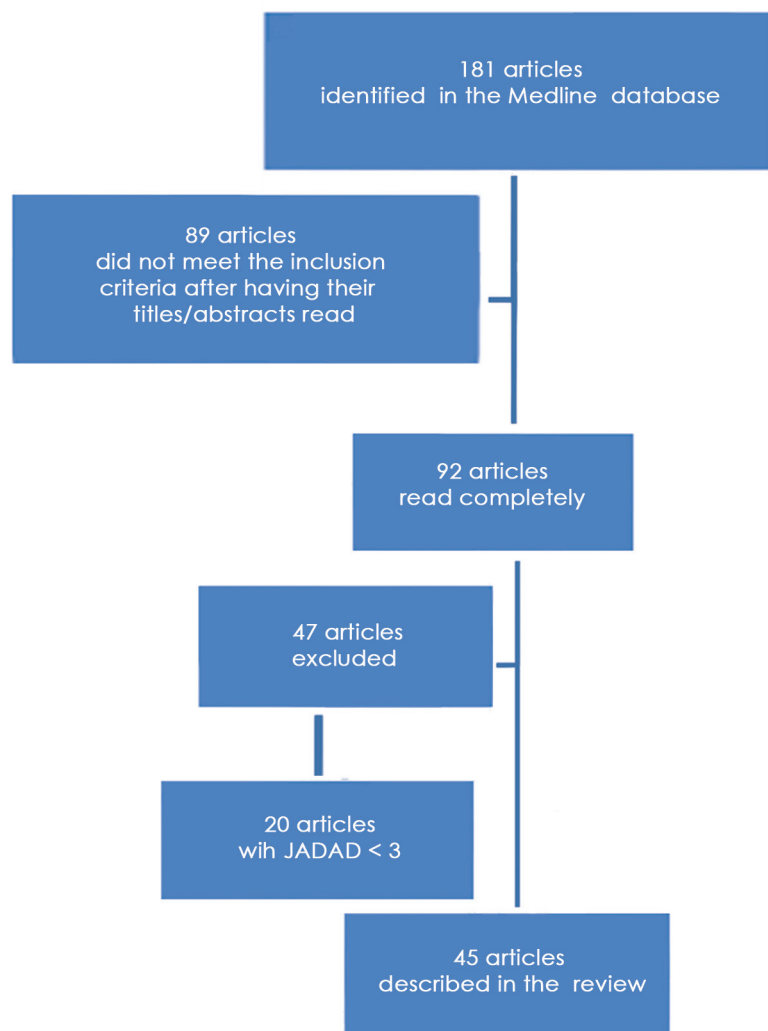 181 articles
identified in the Medline database
89 articles
did not meet the inclusion
criteria after having their
titles/abstracts read
92 articles
read completely
47 articles
excluded
20 articles
wih JADAD < 3
45 articles
described in the review